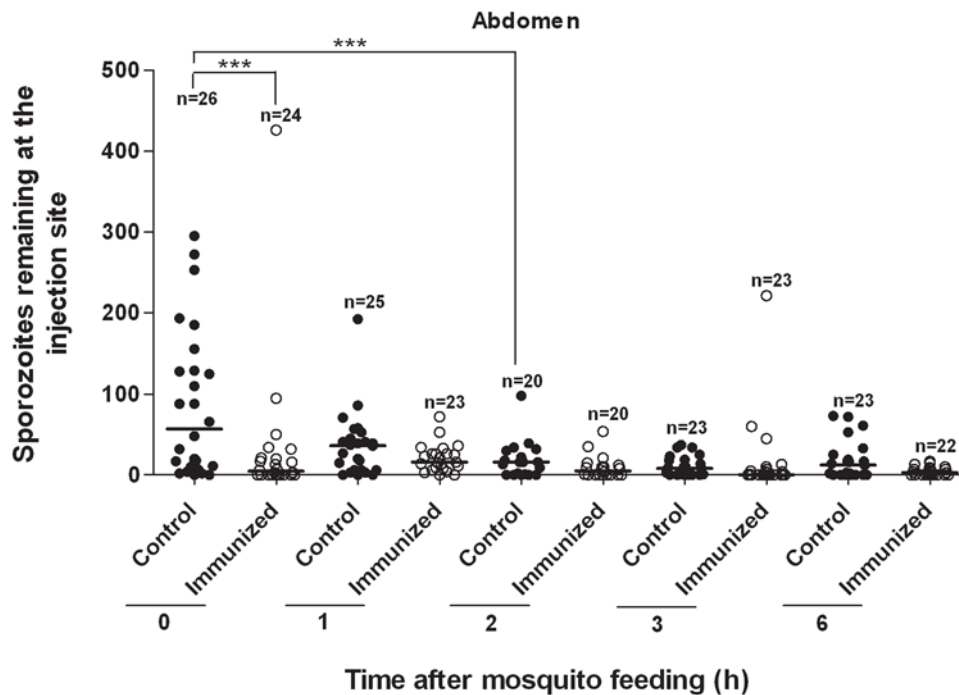 Abdomen
***
***
500
400
300
200
100
0
Sporozoites remaining at the
injection site
n=26
n=24
n=25
n=23
n=20
n=20
n=23
n=23
n=23
n=22
Control
Immunized
Control
Immunized
Control
Immunized
Control
Immunized
Control
Immunized
0
1
2
3
6
Time after mosquito feeding (h)